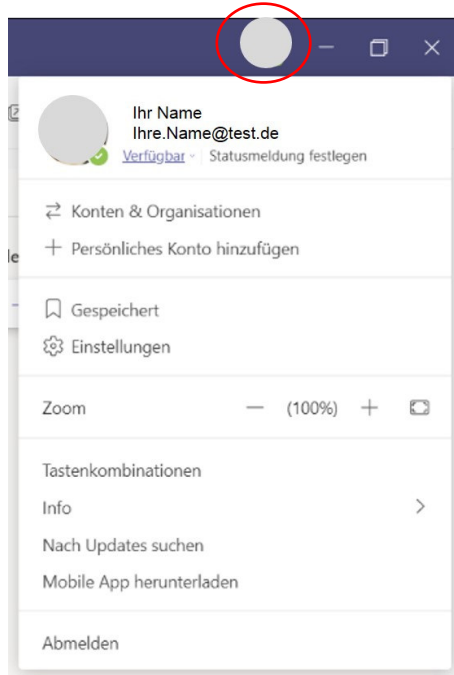 Ihr Name
Ihre.Name@test.de
Verfügbar Statusmeldung festlegen
Konten & Organisationen
le
Persönliches Konto hinzufügen
Gespeichert
Einstellungen
Zoom — (100%) +
Tastenkombinationen
Info
Nach Updates suchen
Mobile App herunterladen
Abmelden